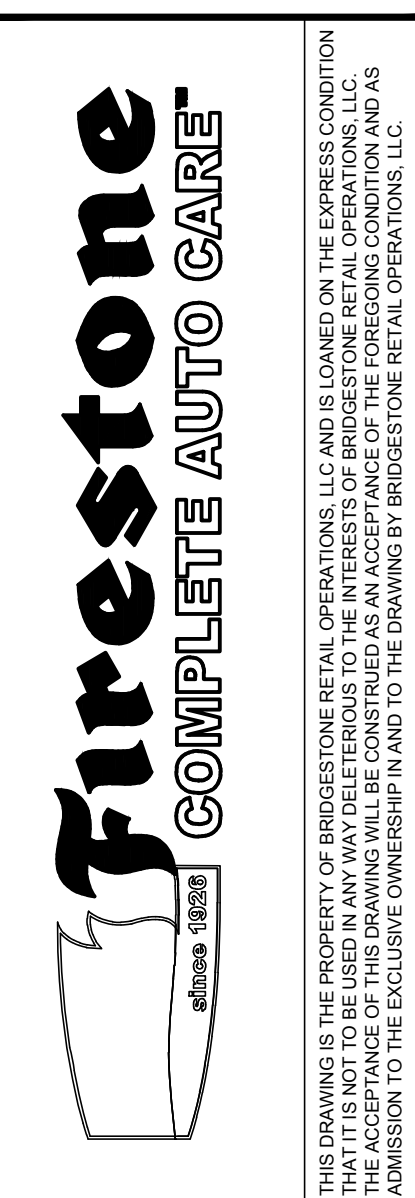 Firestone
COMPLETE AUTO CARE™
since 1926
THIS DRAWING IS THE PROPERTY OF BRIDGESTONE RETAIL OPERATIONS, LLC AND IS LOANED ON THE EXPRESS CONDITION
THAT IT IS NOT TO BE USED IN ANY WAY DELETERIOUS TO THE INTERESTS OF BRIDGESTONE RETAIL OPERATIONS, LLC.
THE ACCEPTANCE OF THIS DRAWING WILL BE CONSTRUED AS AN ACCEPTANCE OF THE FOREGOING CONDITION AND AS
ADMISSION TO THE EXCLUSIVE OWNERSHIP IN AND TO THE DRAWING BY BRIDGESTONE RETAIL OPERATIONS, LLC.